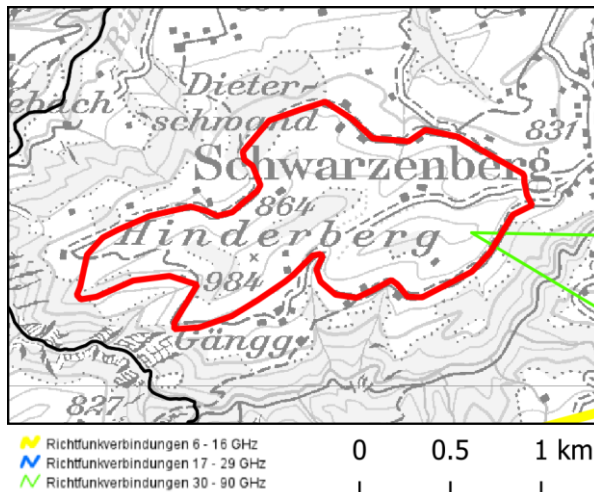 Dieter-
schwand
831
Schwarzenberg
864
Hinderberg
984
Gängg
827
Richtfunkverbindungen 6 - 16 GHz
Richtfunkverbindungen 17 - 29 GHz
Richtfunkverbindungen 30 - 90 GHz
0 0.5 1 km